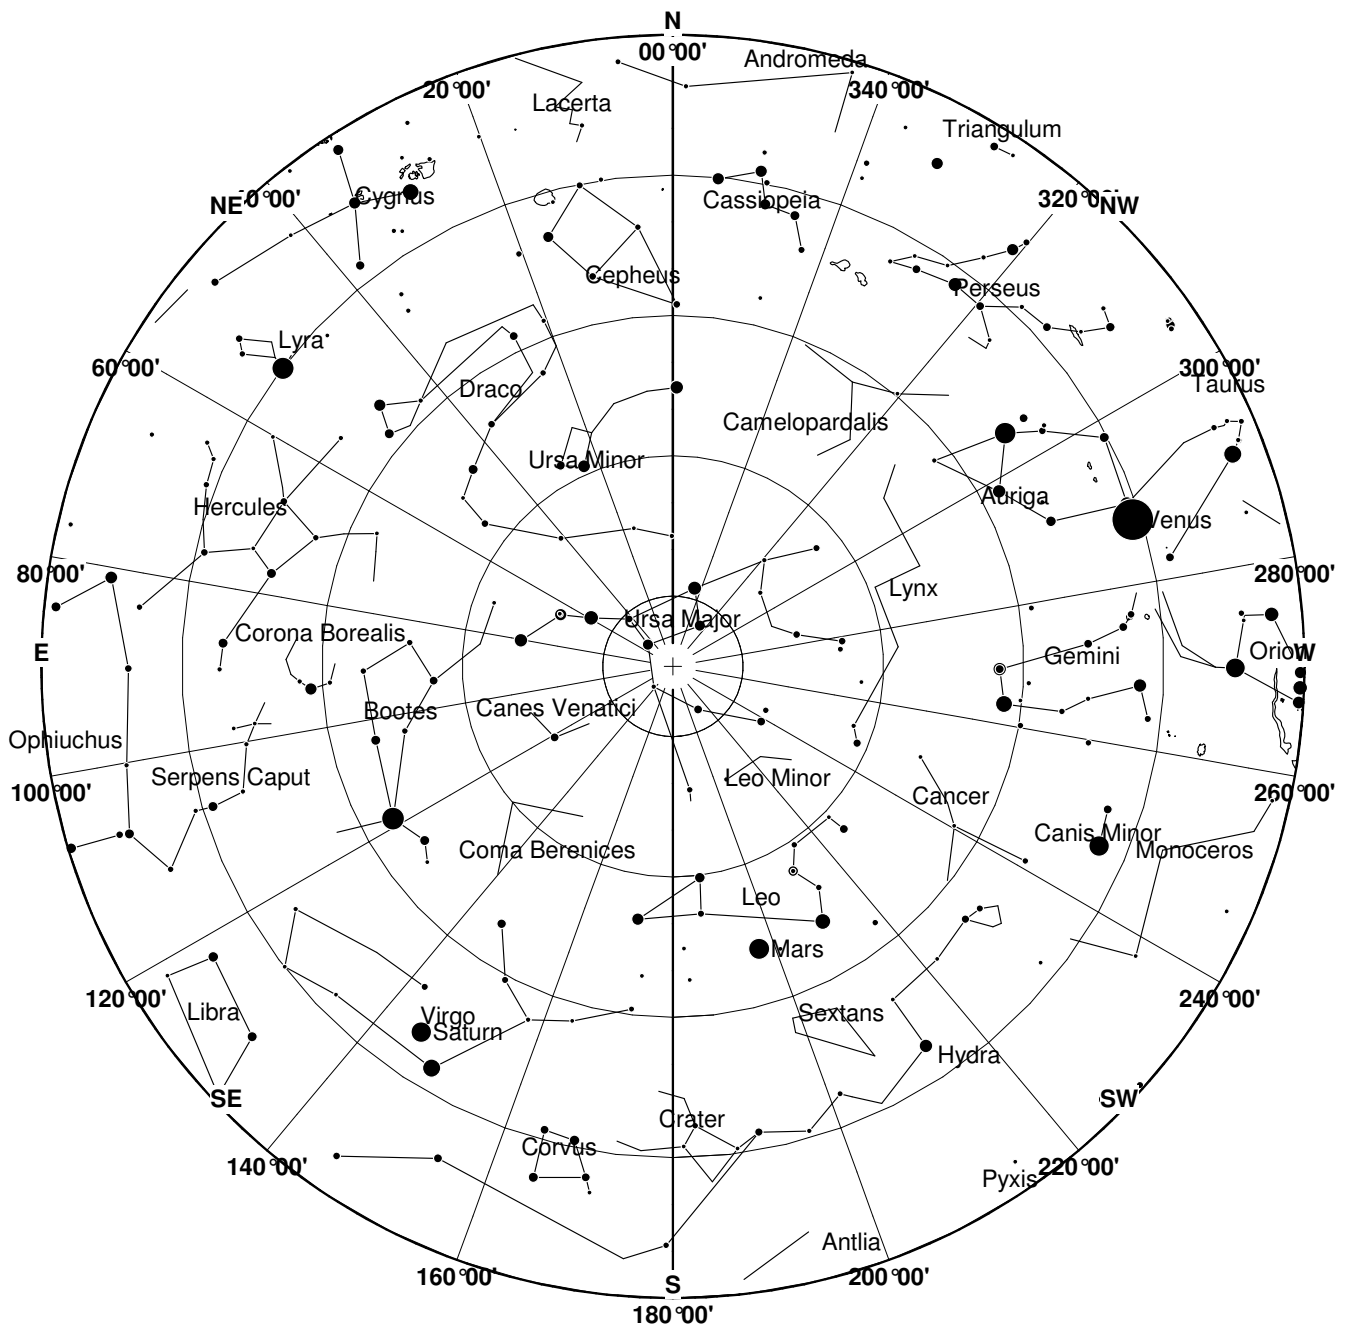 N
00°00'
Andromeda
20°00'
340°00'
Lacerta
Triangulum
Cygnus
NE
0°00'
Cassiopeia
320°00'
NW
Cepheus
Perseus
Lyra
60°00'
300°00'
Taurus
Draco
Camelopardalis
Ursa Minor
Hercules
Auriga
Venus
80°00'
280°00'
Lynx
Ursa Major
Corona Borealis
E
Gemini
Orion
W
Bootes
Canes Venatici
Ophiuchus
Serpens Caput
Leo Minor
100°00'
Cancer
260°00'
Canis Minor
Coma Berenices
Monoceros
Leo
Mars
120°00'
240°00'
Libra
Virgo
Saturn
Sextans
Hydra
SE
SW
Crater
Corvus
140°00'
220°00'
Pyxis
Antlia
160°00'
200°00'
S
180°00'